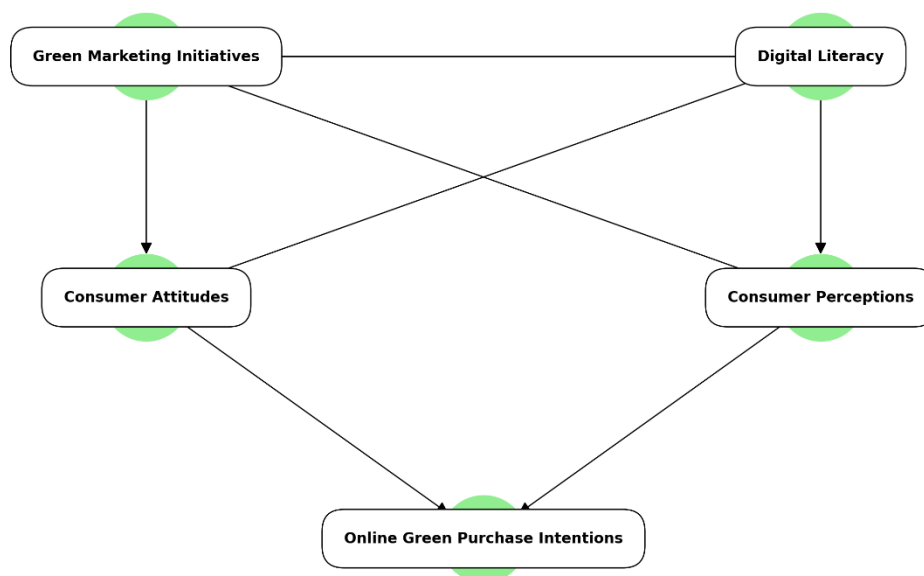 Green Marketing Initiatives
Digital Literacy
Consumer Attitudes
Consumer Perceptions
Online Green Purchase Intentions